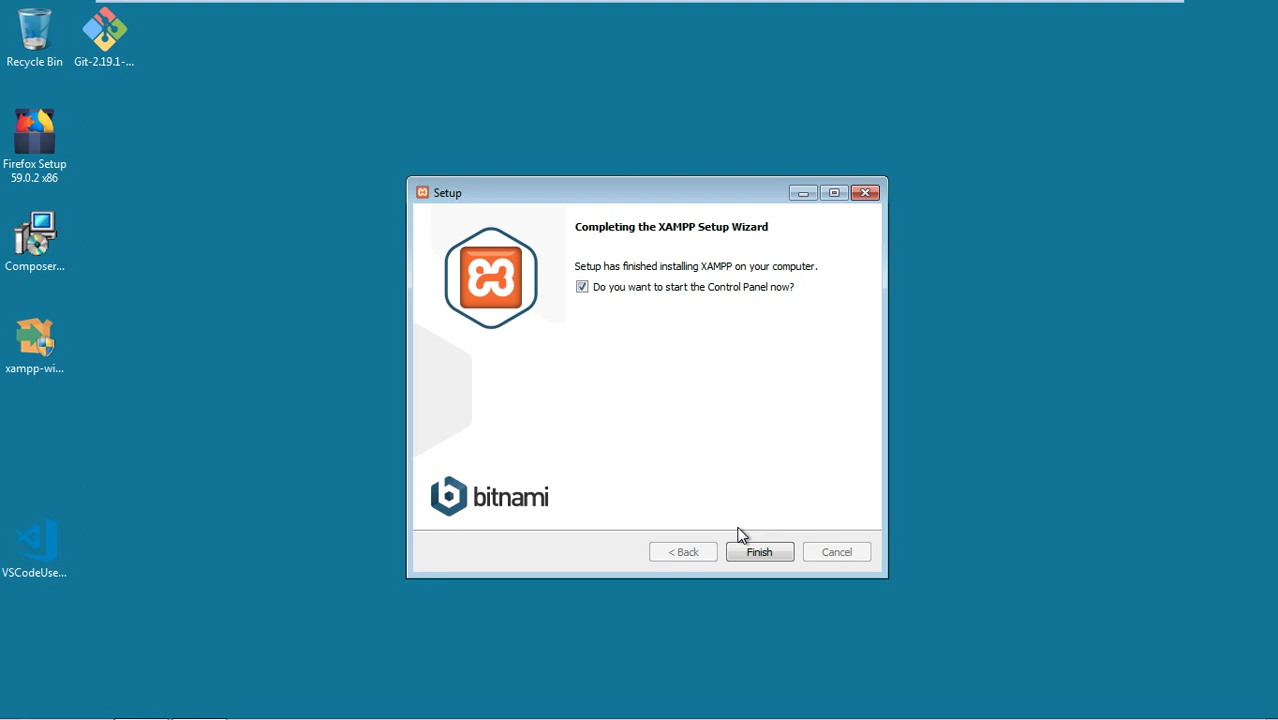 Recycle Bin
Git-2.19.1-...
Firefox Setup
59.0.2 x86
Composer...
xampp-wi...
VSCodeUse...
Setup
Completing the XAMPP Setup Wizard
Setup has finished installing XAMPP on your computer.
Do you want to start the Control Panel now?
bitnami
< Back
Finish
Cancel